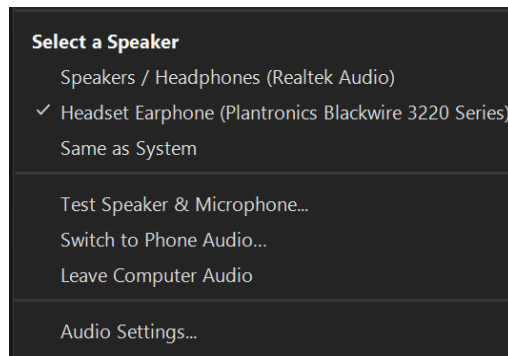 Select a Speaker
Speakers / Headphones (Realtek Audio)
Headset Earphone (Plantronics Blackwire 3220 Series)
Same as System
Test Speaker & Microphone...
Switch to Phone Audio...
Leave Computer Audio
Audio Settings...